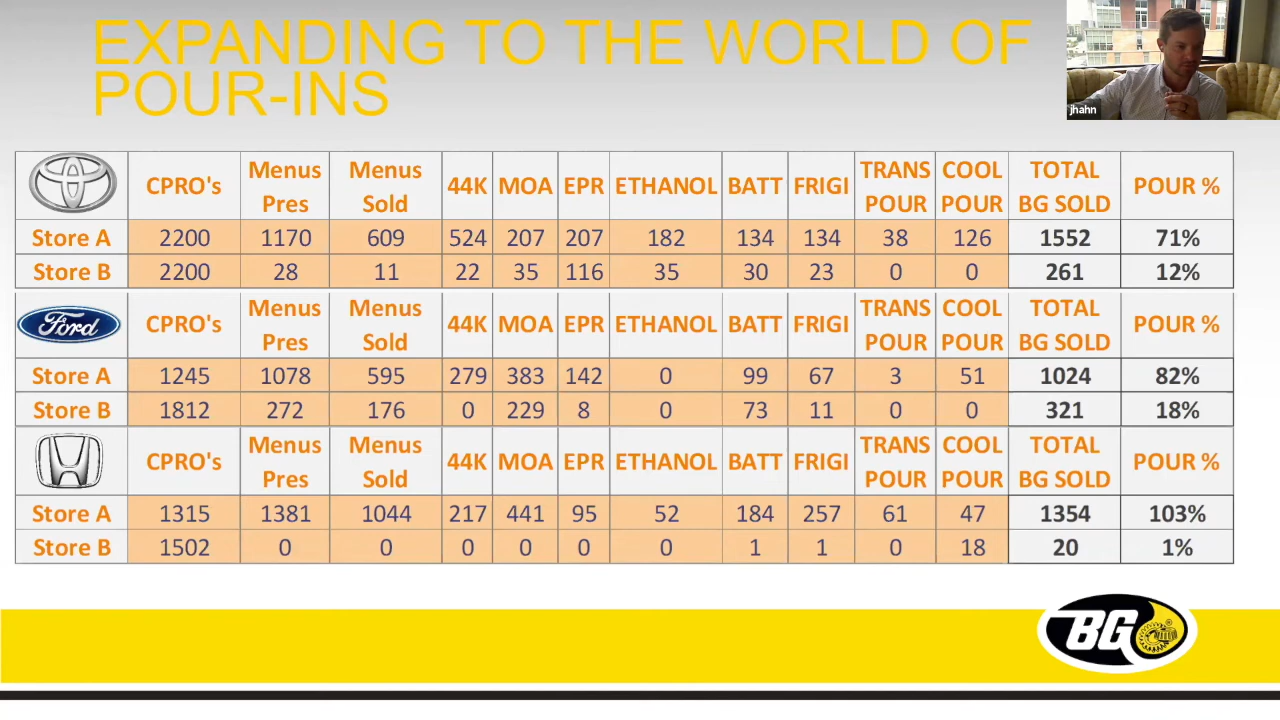 EXPANDING TO THE WORLD OF
POUR-INS
jhahn
CPRO's Menus Pres Menus Sold 44K MOA EPR ETHANOL BATT FRIGI TRANS POUR COOL POUR TOTAL BG SOLD POUR %
Store A 2200 1170 609 524 207 207 182 134 134 38 126 1552 71%
Store B 2200 28 11 22 35 116 35 30 23 0 0 261 12%
Ford CPRO's Menus Pres Menus Sold 44K MOA EPR ETHANOL BATT FRIGI TRANS POUR COOL POUR TOTAL BG SOLD POUR %
Store A 1245 1078 595 279 383 142 0 99 67 3 51 1024 82%
Store B 1812 272 176 0 229 8 0 73 11 0 0 321 18%
CPRO's Menus Pres Menus Sold 44K MOA EPR ETHANOL BATT FRIGI TRANS POUR COOL POUR TOTAL BG SOLD POUR %
Store A 1315 1381 1044 217 441 95 52 184 257 61 47 1354 103%
Store B 1502 0 0 0 0 0 0 1 1 0 18 20 1%
BG